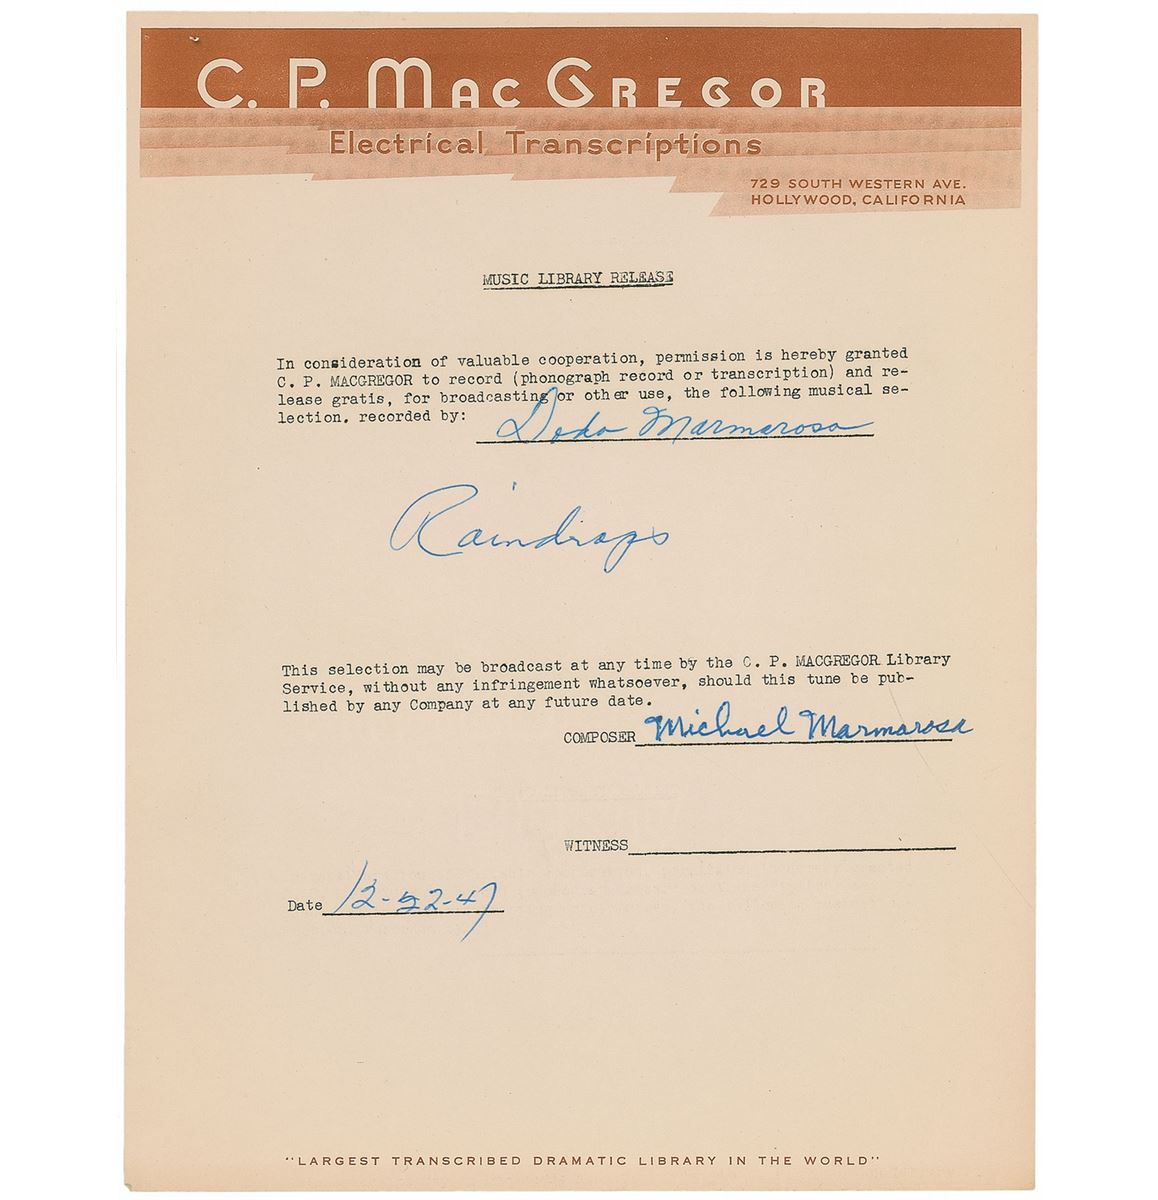 C. P. MAC GREGOR
Electrical Transcriptions
729 SOUTH WESTERN AVE.
HOLLYWOOD, CALIFORNIA
MUSIC LIBRARY RELEASE
In consideration of valuable cooperation, permission is hereby granted
C. P. MACGREGOR to record (phonograph record or transcription) and re-
lease gratis, for broadcasting or other use, the following musical se-
lection. recorded by: Dodo Marmarosa
Raindrops
This selection may be broadcast at any time by the C. P. MACGREGOR Library
Service, without any infringement whatsoever, should this tune be pub-
lished by any Company at any future date.
COMPOSER Michael Marmarosa
WITNESS
Date 12-22-47
"LARGEST TRANSCRIBED DRAMATIC LIBRARY IN THE WORLD"